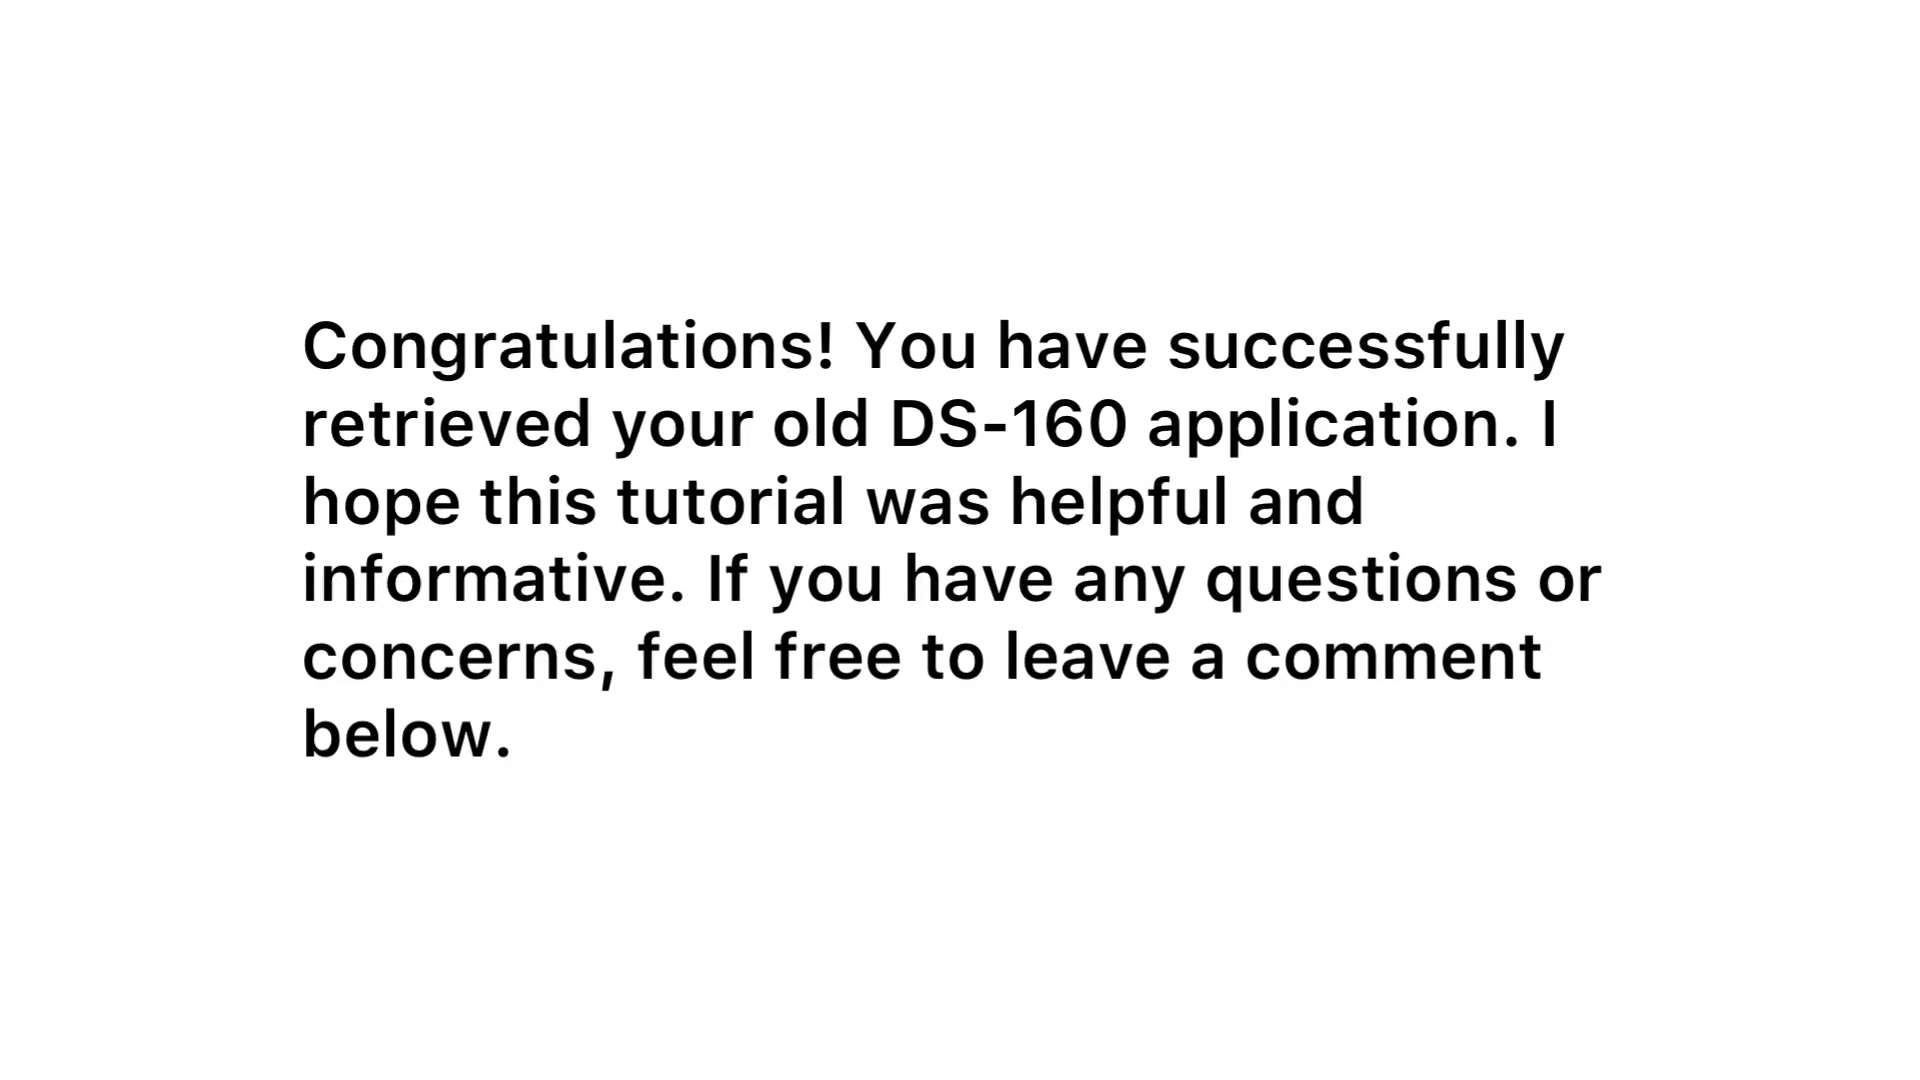 Congratulations! You have successfully
retrieved your old DS-160 application. I
hope this tutorial was helpful and
informative. If you have any questions or
concerns, feel free to leave a comment
below.